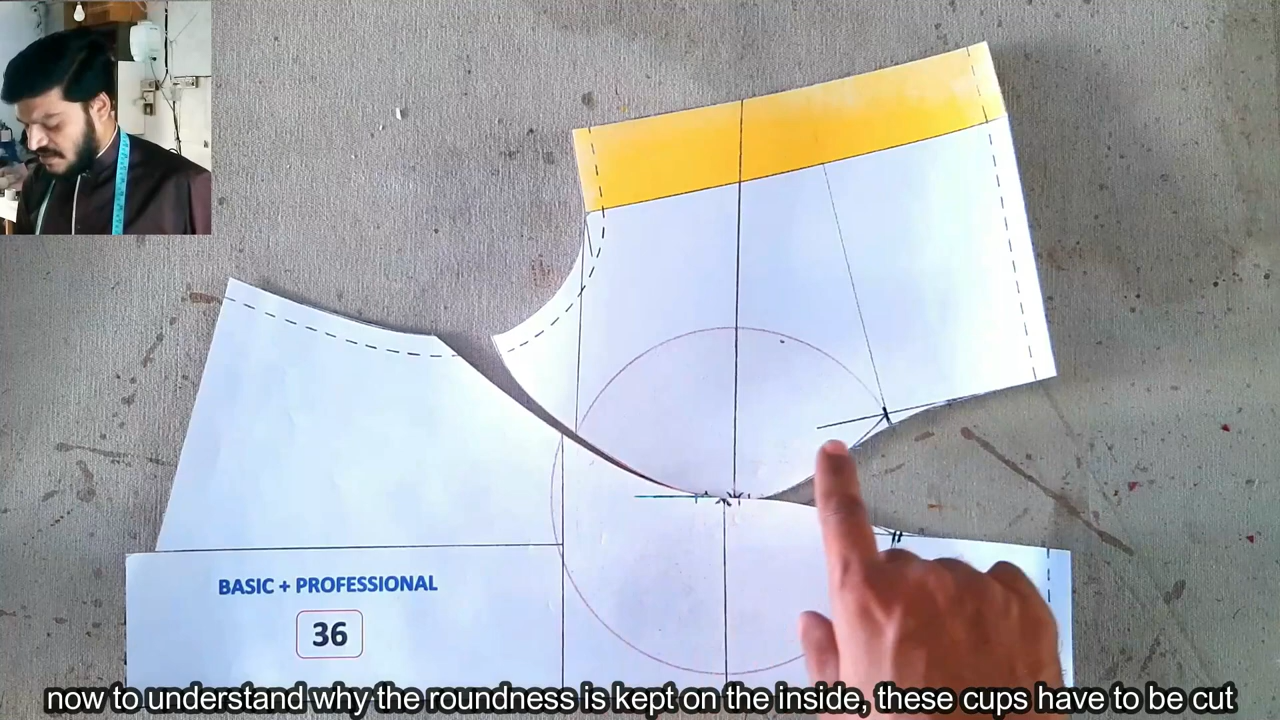 BASIC + PROFESSIONAL
36
now to understand why the roundness is kept on the inside, these cups have to be cut